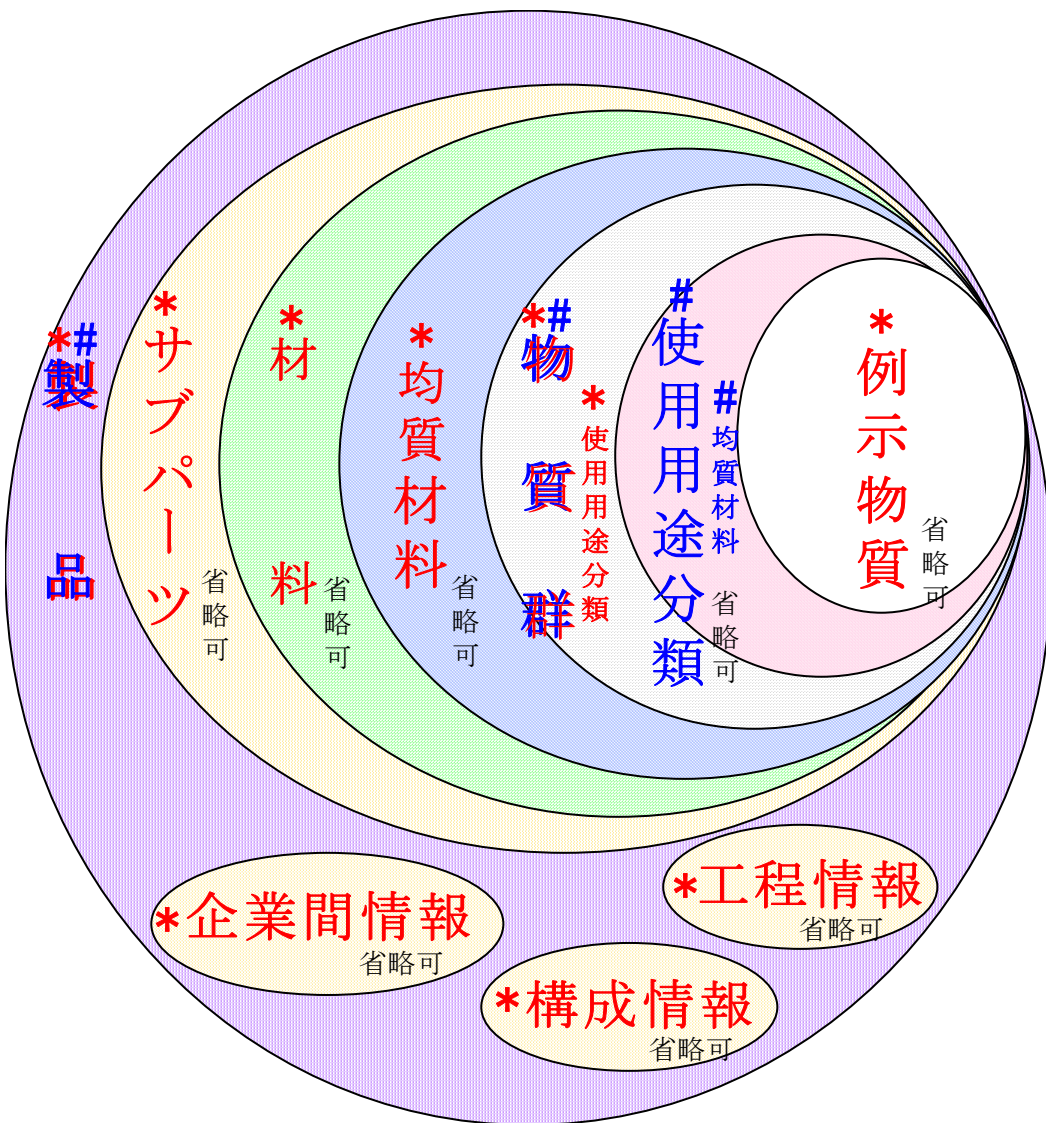 *#製品
*サブパーツ
省略可
*材料
省略可
*均質材料
省略可
*#物質群
*使用用途分類
#使用用途分類
#均質材料
省略可
*例示物質
省略可
*企業間情報
省略可
*工程情報
省略可
*構成情報
省略可